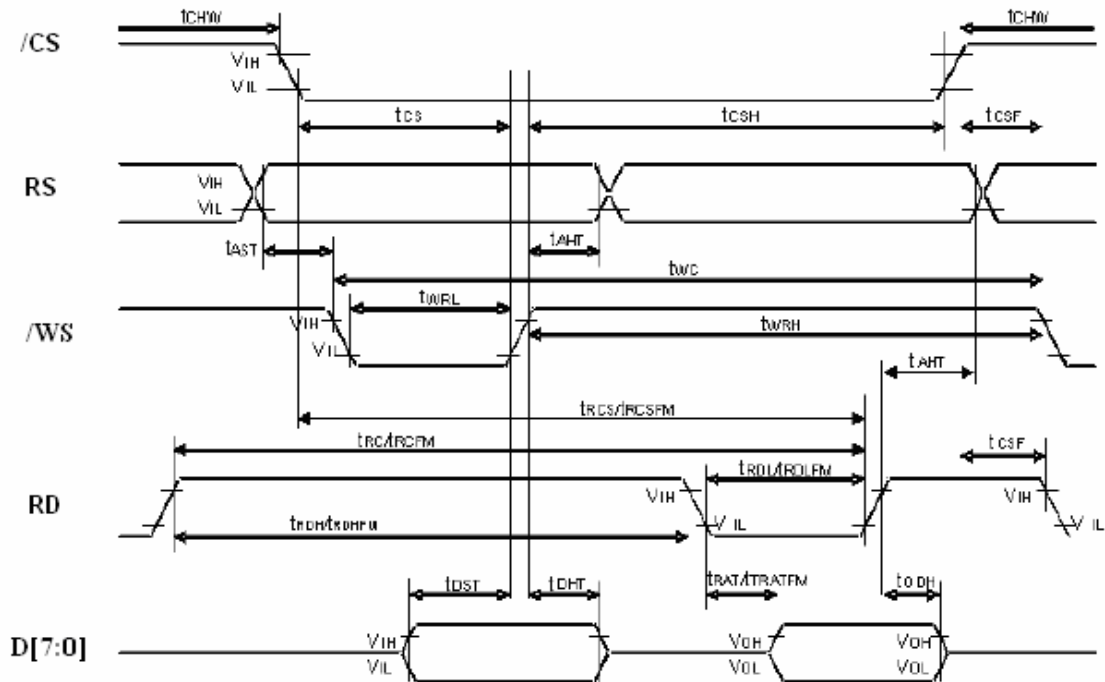 tCHW tCHW
/CS
VIH
VIL
tCS tCSH tCSF
RS
VIH
VIL
tAST tAHT
tWC
tWRL
/WS
VIH
VIL
tWRH
tAHT
tRCS/tRCSFM
tRC/tRCFM
tCSF
tRDL/tRDLFM
RD
VIH VIH
VIL VIL
tRDH/tRDHFM
tDST tDHT tRAT/tTRATFM tODH
D[7:0]
VIH VOH VOH
VIL VOL VOL